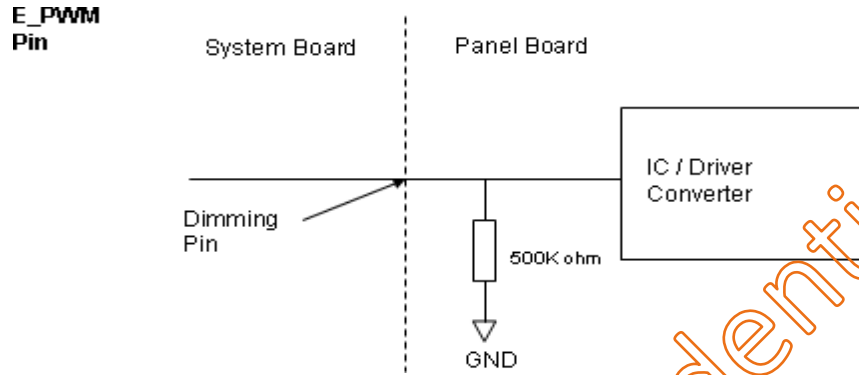 E_PWM
Pin
System Board
Panel Board
IC / Driver
Converter
Dimming
Pin
500K ohm
GND